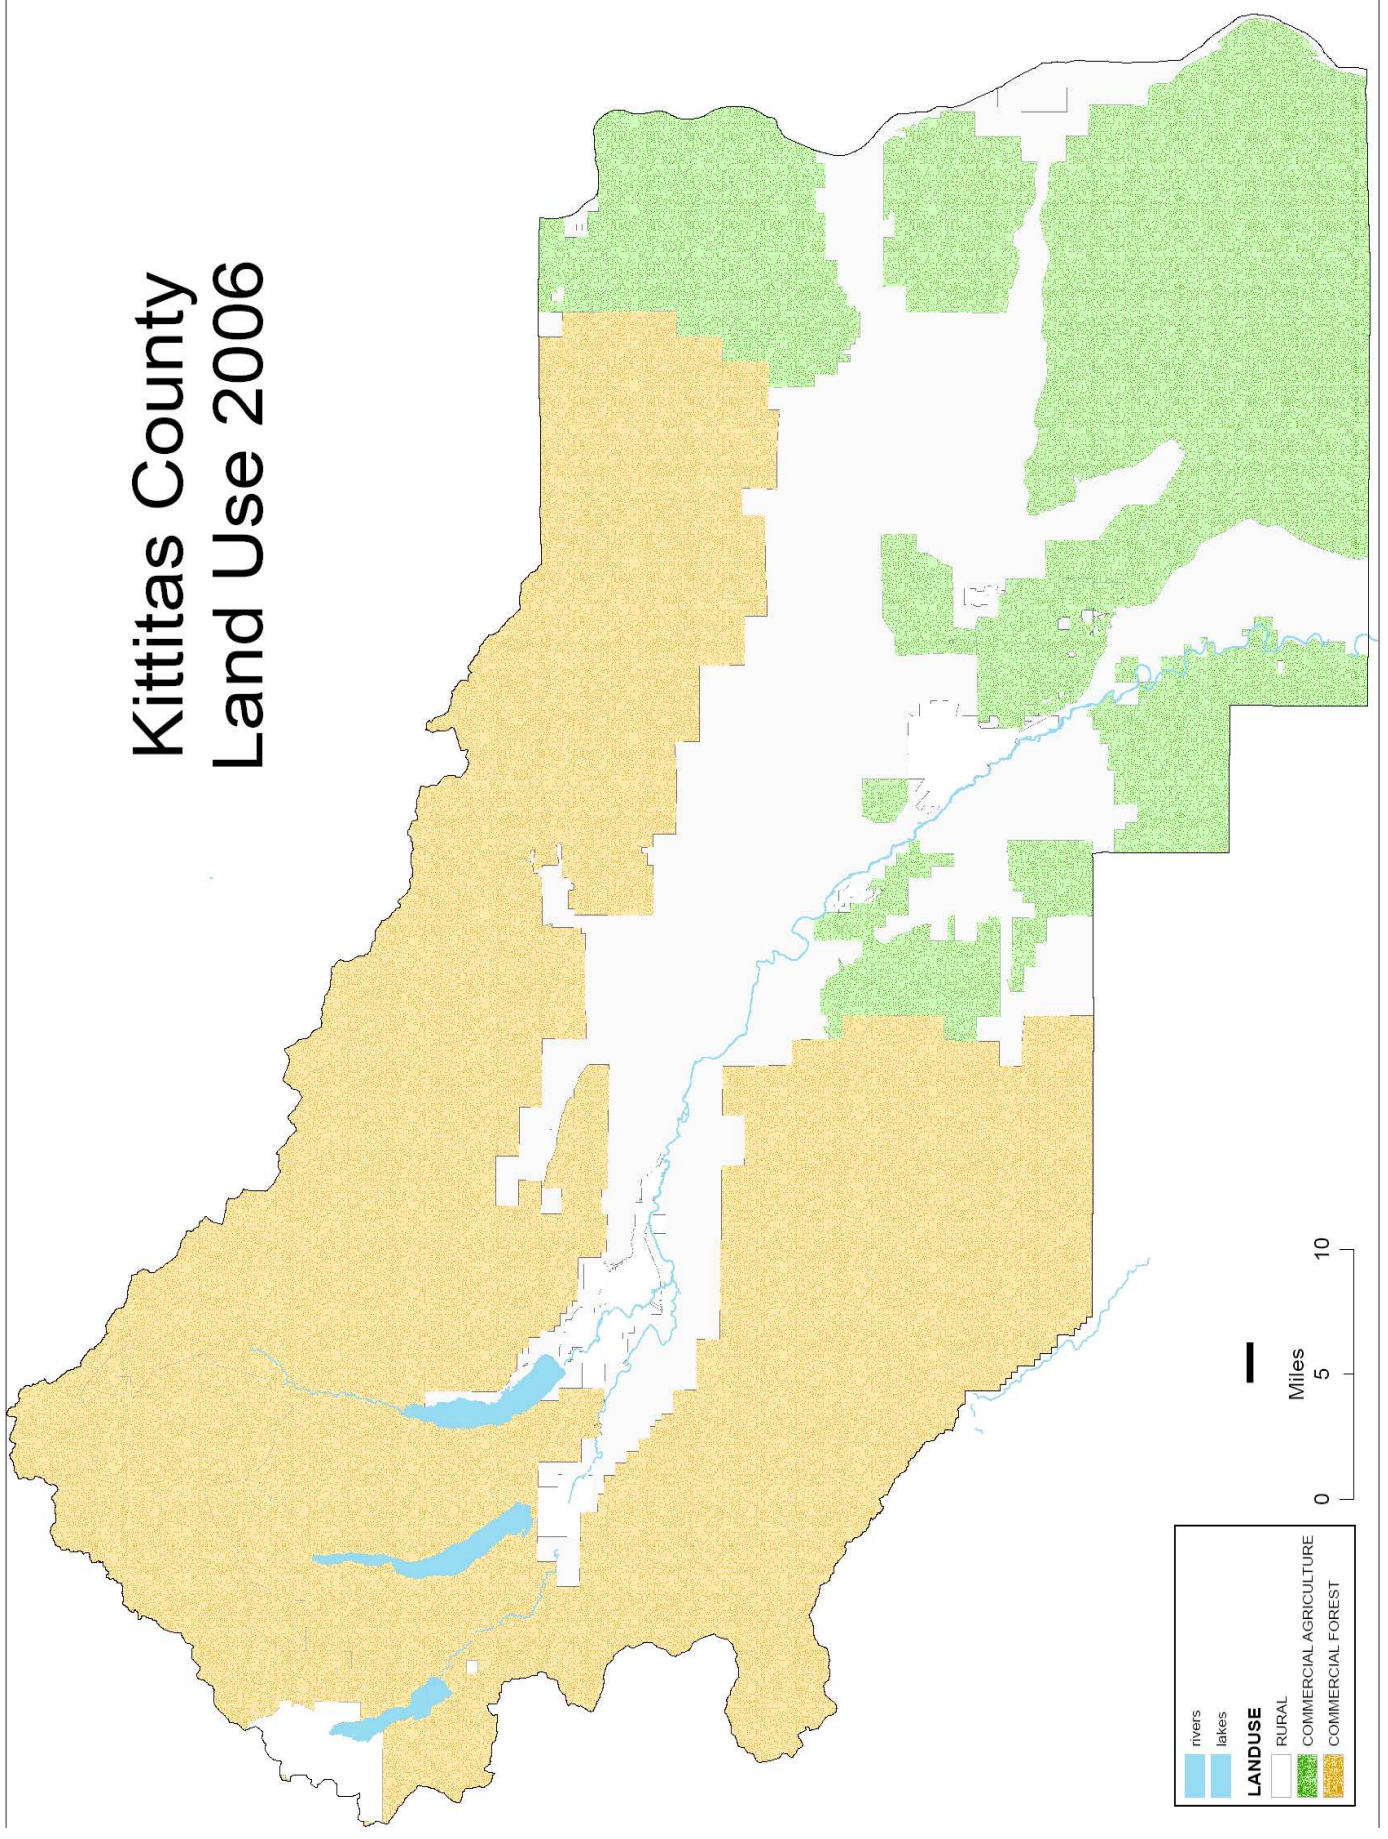 Kittitas County
Land Use 2006
rivers
lakes
LANDUSE
RURAL
COMMERCIAL AGRICULTURE
COMMERCIAL FOREST
0 5 10
Miles